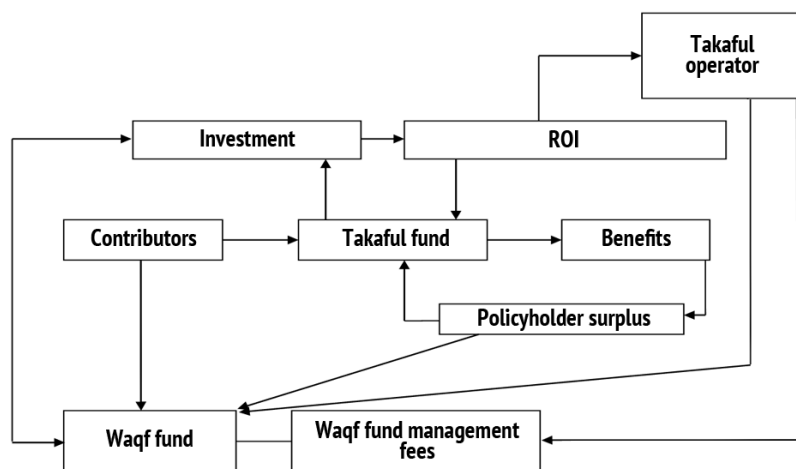 Takaful
operator
Investment
ROI
Contributors
Takaful fund
Benefits
Policyholder surplus
Waqf fund
Waqf fund management
fees